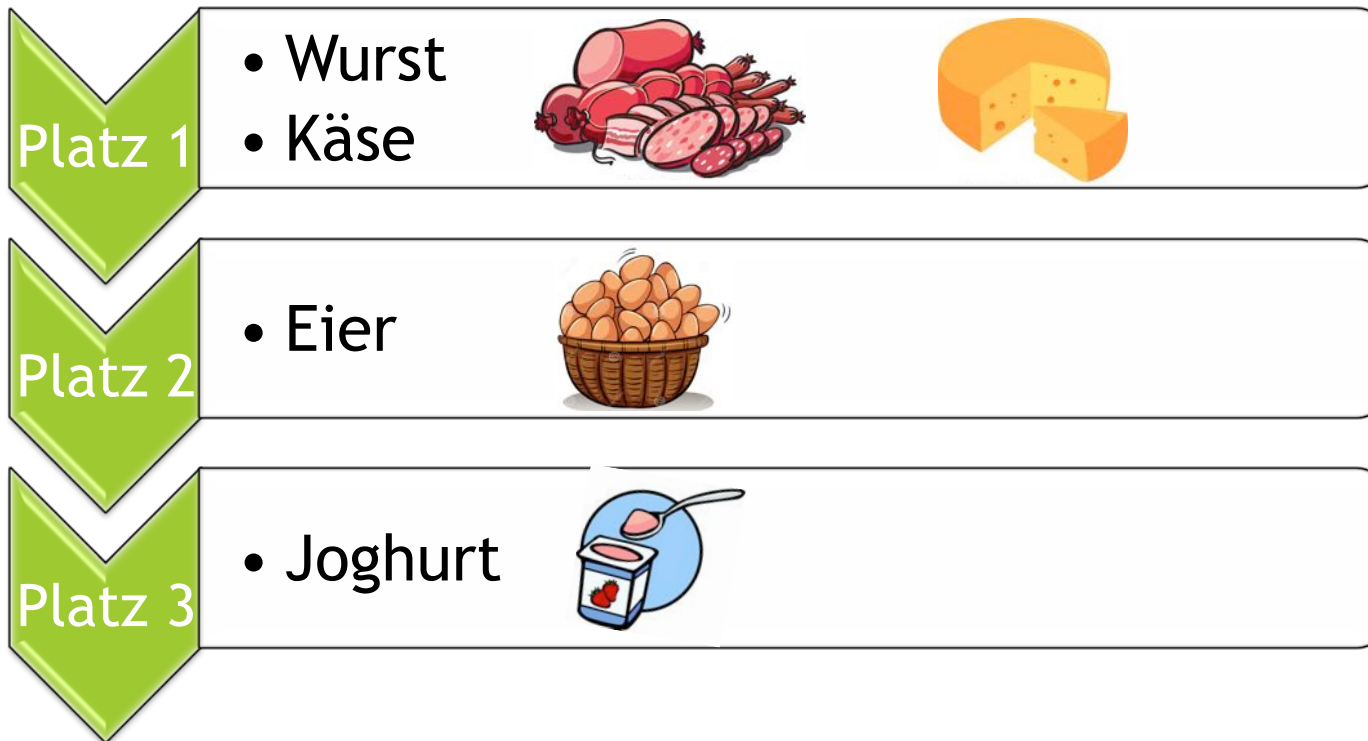 Platz 1
• Wurst
• Käse
Platz 2
• Eier
Platz 3
• Joghurt